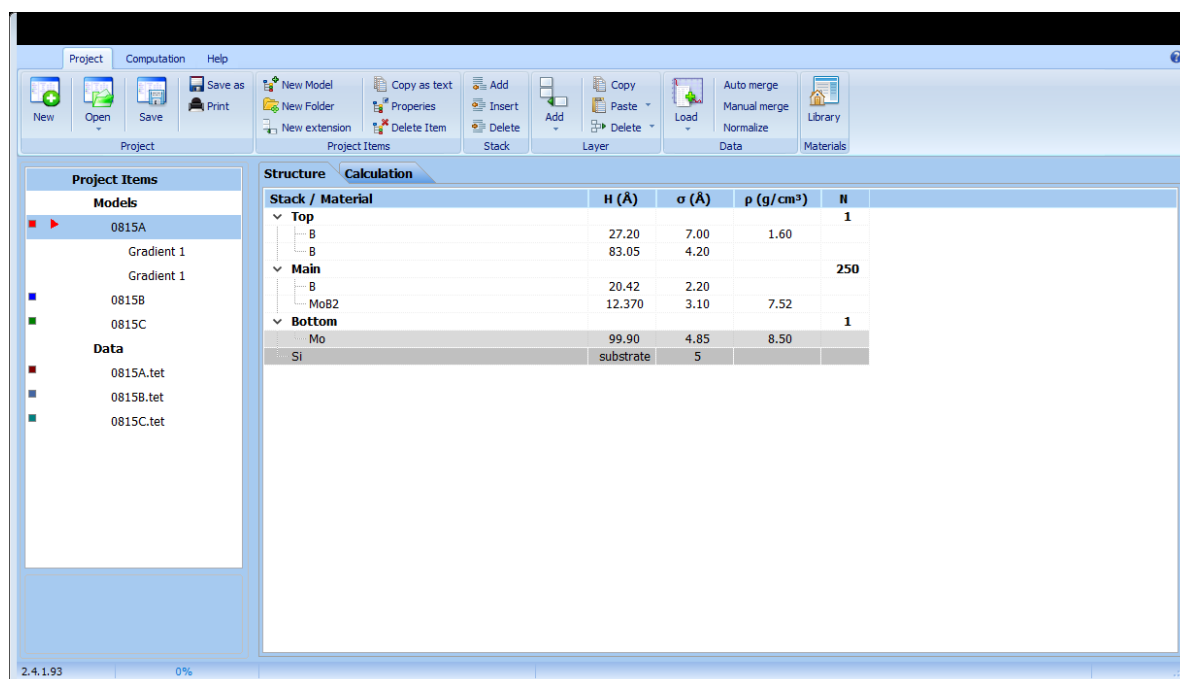 Project Computation Help
New Open Save Save as Print
New Model New Folder New extension
Copy as text Properies Delete Item
Add Insert Delete
Add Copy Paste Delete
Load Auto merge Manual merge Normalize
Library
Project Project Items Stack Layer Data Materials
Project Items
Models
0815A
Gradient 1
Gradient 1
0815B
0815C
Data
0815A.tet
0815B.tet
0815C.tet
Structure Calculation
Stack / Material H (Å) σ (Å) ρ (g/cm³) N
Top 1
B 27.20 7.00 1.60
B 83.05 4.20
Main 250
B 20.42 2.20
MoB2 12.370 3.10 7.52
Bottom 1
Mo 99.90 4.85 8.50
Si substrate 5
2.4.1.93 0%